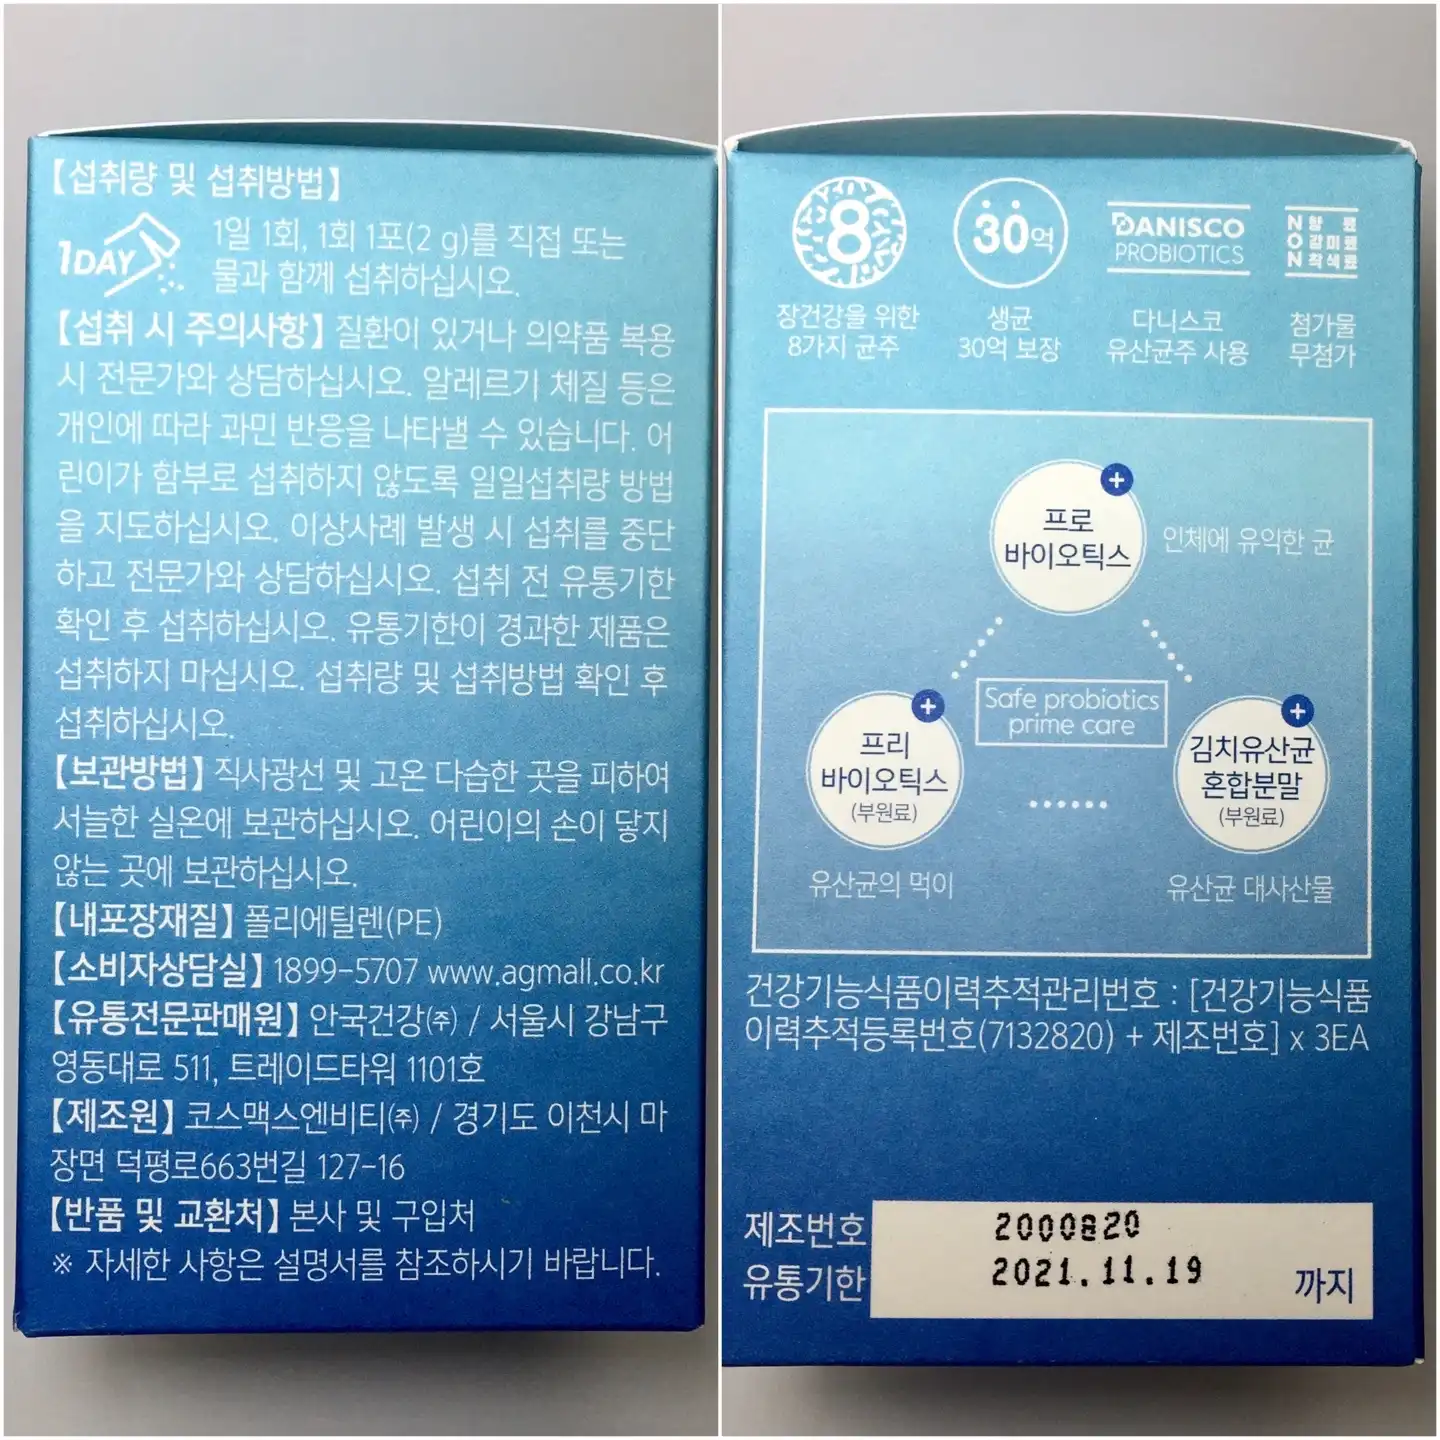 【섭취량 및 섭취방법】
1DAY
1일 1회, 1회 1포(2 g)를 직접 또는
물과 함께 섭취하십시오.
【섭취 시 주의사항】 질환이 있거나 의약품 복용
시 전문가와 상담하십시오. 알레르기 체질 등은
개인에 따라 과민 반응을 나타낼 수 있습니다. 어
린이가 함부로 섭취하지 않도록 일일섭취량 방법
을 지도하십시오. 이상사례 발생 시 섭취를 중단
하고 전문가와 상담하십시오. 섭취 전 유통기한
확인 후 섭취하십시오. 유통기한이 경과한 제품은
섭취하지 마십시오. 섭취량 및 섭취방법 확인 후
섭취하십시오.
【보관방법】 직사광선 및 고온 다습한 곳을 피하여
서늘한 실온에 보관하십시오. 어린이의 손이 닿지
않는 곳에 보관하십시오.
【내포장재질】 폴리에틸렌(PE)
【소비자상담실】 1899-5707 www.agmall.co.kr
【유통전문판매원】 안국건강㈜ / 서울시 강남구
영동대로 511, 트레이드타워 1101호
【제조원】 코스맥스엔비티㈜ / 경기도 이천시 마
장면 덕평로663번길 127-16
【반품 및 교환처】 본사 및 구입처
※ 자세한 사항은 설명서를 참조하시기 바랍니다.
8
장건강을 위한
8가지 균주
30억
생균
30억 보장
DANISCO
PROBIOTICS
다니스코
유산균주 사용
NON
향료
감미료
착색료
첨가물
무첨가
프로
바이오틱스
인체에 유익한 균
Safe probiotics
prime care
프리
바이오틱스
(부원료)
유산균의 먹이
김치유산균
혼합분말
(부원료)
유산균 대사산물
건강기능식품이력추적관리번호 : [건강기능식품
이력추적등록번호(7132820) + 제조번호] x 3EA
제조번호 2000820
유통기한 2021.11.19 까지